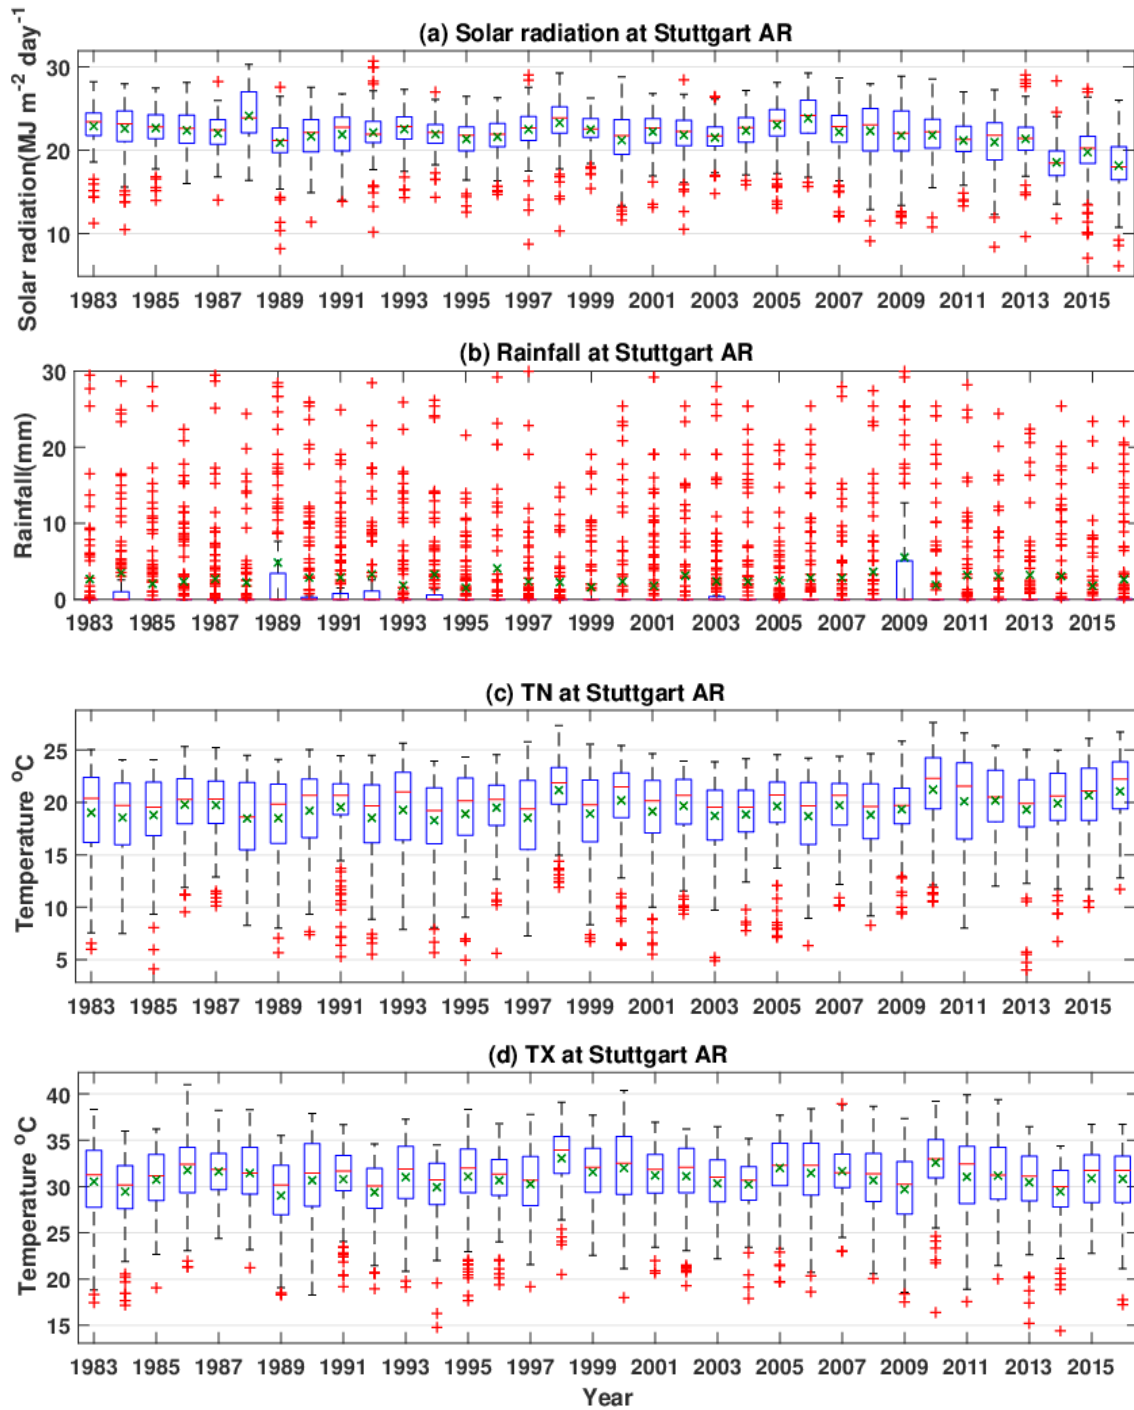 (a) Solar radiation at Stuttgart AR
Solar radiation(MJ m⁻² day⁻¹
30
20
10
1983 1985 1987 1989 1991 1993 1995 1997 1999 2001 2003 2005 2007 2009 2011 2013 2015
(b) Rainfall at Stuttgart AR
Rainfall(mm)
30
20
10
0
1983 1985 1987 1989 1991 1993 1995 1997 1999 2001 2003 2005 2007 2009 2011 2013 2015
(c) TN at Stuttgart AR
Temperature °C
25
20
15
10
5
1983 1985 1987 1989 1991 1993 1995 1997 1999 2001 2003 2005 2007 2009 2011 2013 2015
(d) TX at Stuttgart AR
Temperature °C
40
35
30
25
20
15
1983 1985 1987 1989 1991 1993 1995 1997 1999 2001 2003 2005 2007 2009 2011 2013 2015
Year